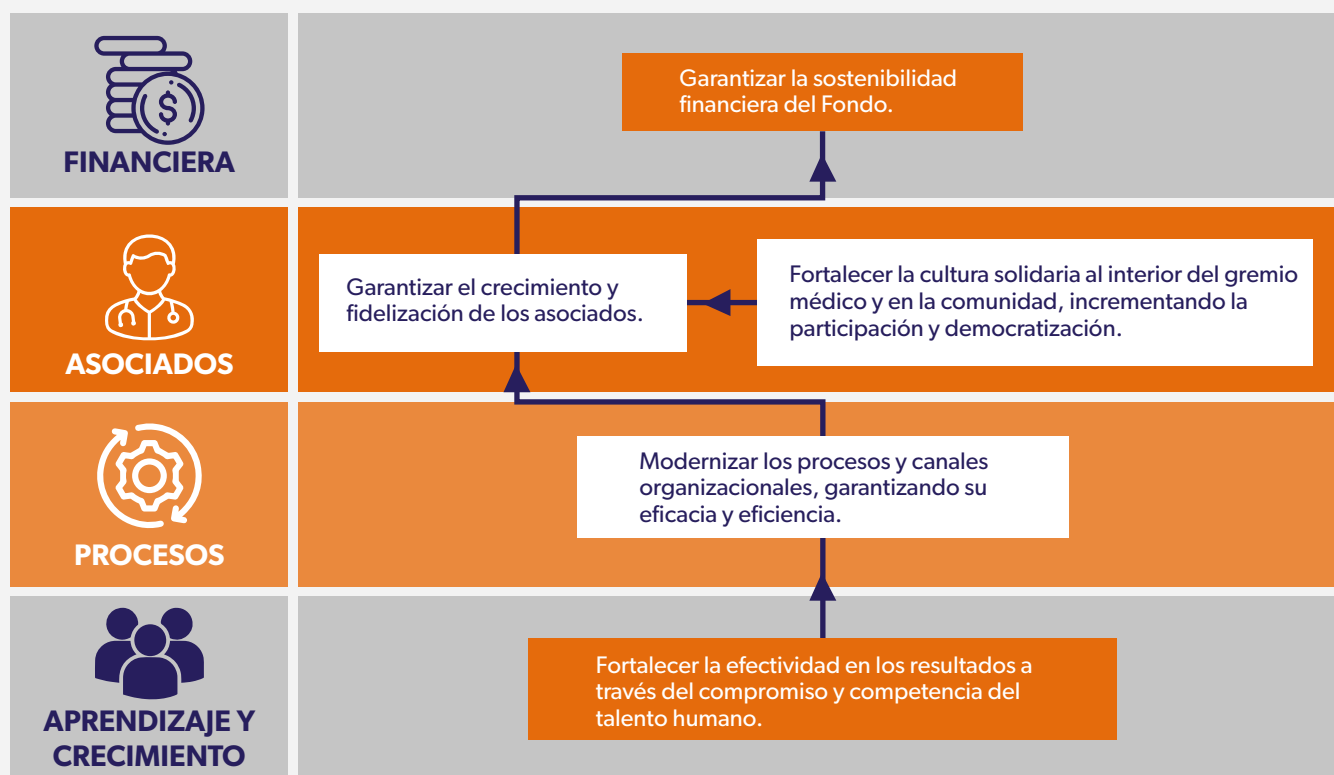 $
FINANCIERA
Garantizar la sostenibilidad
financiera del Fondo.
ASOCIADOS
Garantizar el crecimiento y
fidelización de los asociados.
Fortalecer la cultura solidaria al interior del gremio
médico y en la comunidad, incrementando la
participación y democratización.
PROCESOS
Modernizar los procesos y canales
organizacionales, garantizando su
eficacia y eficiencia.
APRENDIZAJE Y
CRECIMIENTO
Fortalecer la efectividad en los resultados a
través del compromiso y competencia del
talento humano.